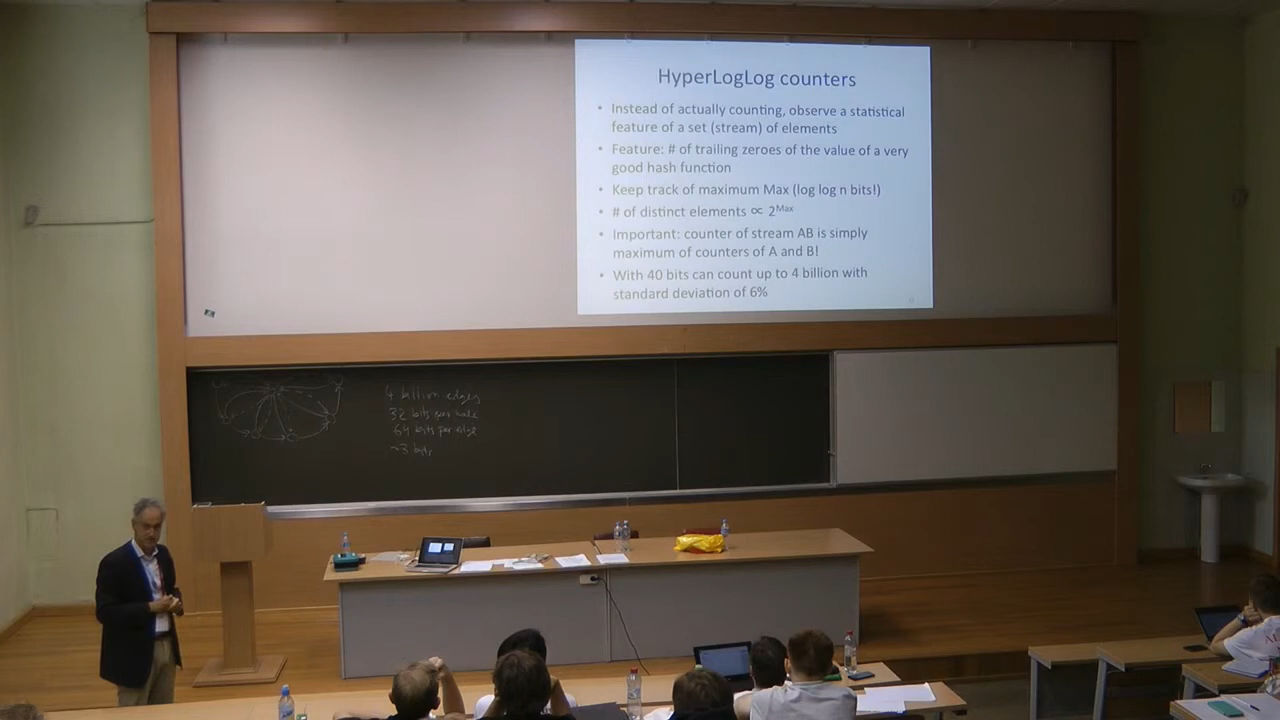 HyperLogLog counters
• Instead of actually counting, observe a statistical
feature of a set (stream) of elements
• Feature: # of trailing zeroes of the value of a very
good hash function
• Keep track of maximum Max (log log n bits!)
• # of distinct elements ∝ 2^Max
• Important: counter of stream AB is simply
maximum of counters of A and B!
• With 40 bits can count up to 4 billion with
standard deviation of 6%
4 billion edges
32 bits per node
64 bits per edge
~3 bits